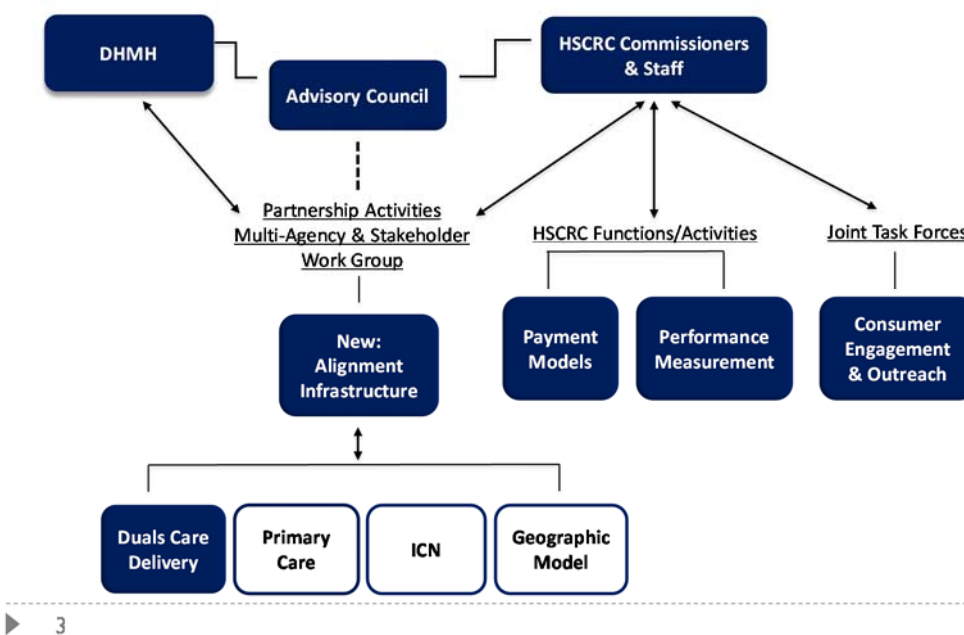 DHMH
HSCRC Commissioners
& Staff
Advisory Council
Partnership Activities
Multi-Agency & Stakeholder
Work Group
HSCRC Functions/Activities
Joint Task Forces
New:
Alignment
Infrastructure
Payment
Models
Performance
Measurement
Consumer
Engagement
& Outreach
Duals Care
Delivery
Primary
Care
ICN
Geographic
Model
3